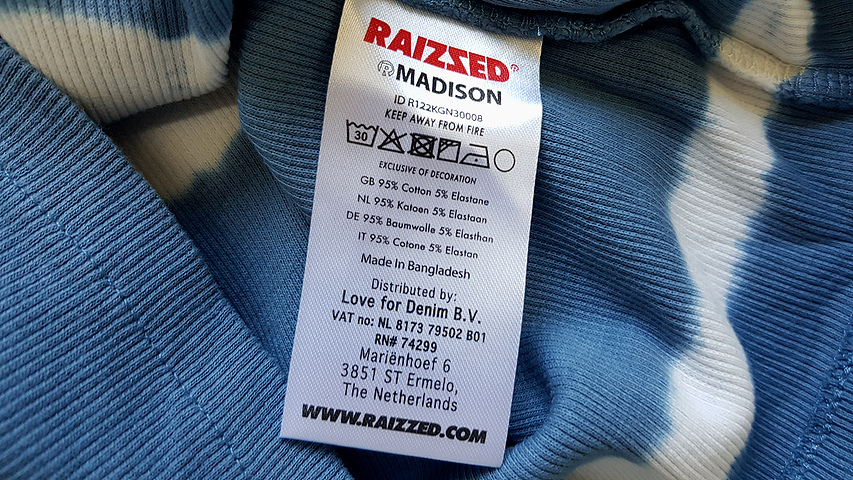 RAIZZED®
®MADISON
ID R122KGN30008
KEEP AWAY FROM FIRE
30
EXCLUSIVE OF DECORATION
GB 95% Cotton 5% Elastane
NL 95% Katoen 5% Elastaan
DE 95% Baumwolle 5% Elasthan
IT 95% Cotone 5% Elastan
Made In Bangladesh
Distributed by:
Love for Denim B.V.
VAT no: NL 8173 79502 B01
RN# 74299
Mariënhoef 6
3851 ST Ermelo,
The Netherlands
WWW.RAIZZED.COM